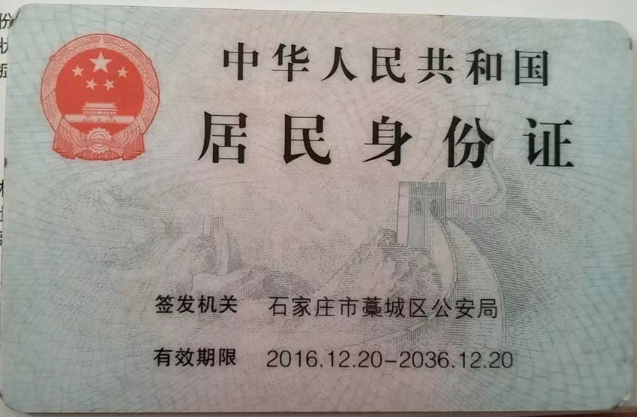 中华人民共和国
居民身份证
签发机关 石家庄市藁城区公安局
有效期限 2016.12.20-2036.12.20